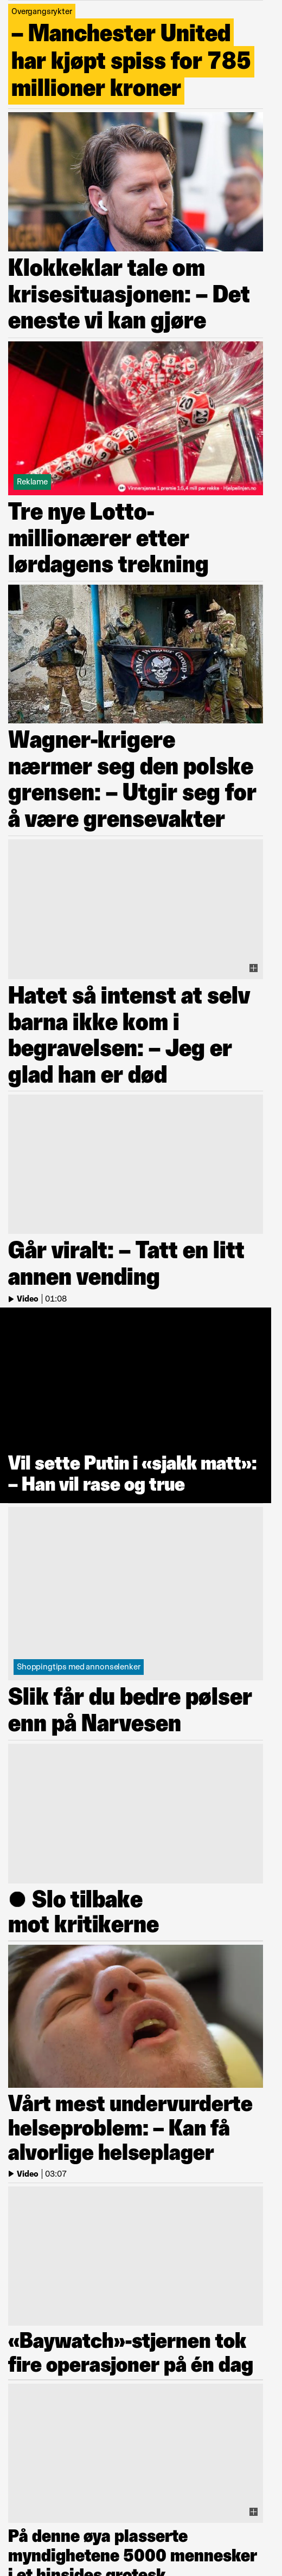 Overgangsrykter
– Manchester United
har kjøpt spiss for 785
millioner kroner
Klokkeklar tale om
krisesituasjonen: – Det
eneste vi kan gjøre
20
20
Reklame
Vinnersjanse 1.premie 1:5,4 mill per rekke - Hjelpelinjen.no
Tre nye Lotto-
millionærer etter
lørdagens trekning
PMC Wagner Group
Wagner-krigere
nærmer seg den polske
grensen: – Utgir seg for
å være grensevakter
Hatet så intenst at selv
barna ikke kom i
begravelsen: – Jeg er
glad han er død
Går viralt: – Tatt en litt
annen vending
Video | 01:08
Vil sette Putin i «sjakk matt»:
– Han vil rase og true
Shoppingtips med annonselenker
Slik får du bedre pølser
enn på Narvesen
● Slo tilbake
mot kritikerne
Vårt mest undervurderte
helseproblem: – Kan få
alvorlige helseplager
Video | 03:07
«Baywatch»-stjernen tok
fire operasjoner på én dag
På denne øya plasserte
myndighetene 5000 mennesker
i et hinsides grotesk